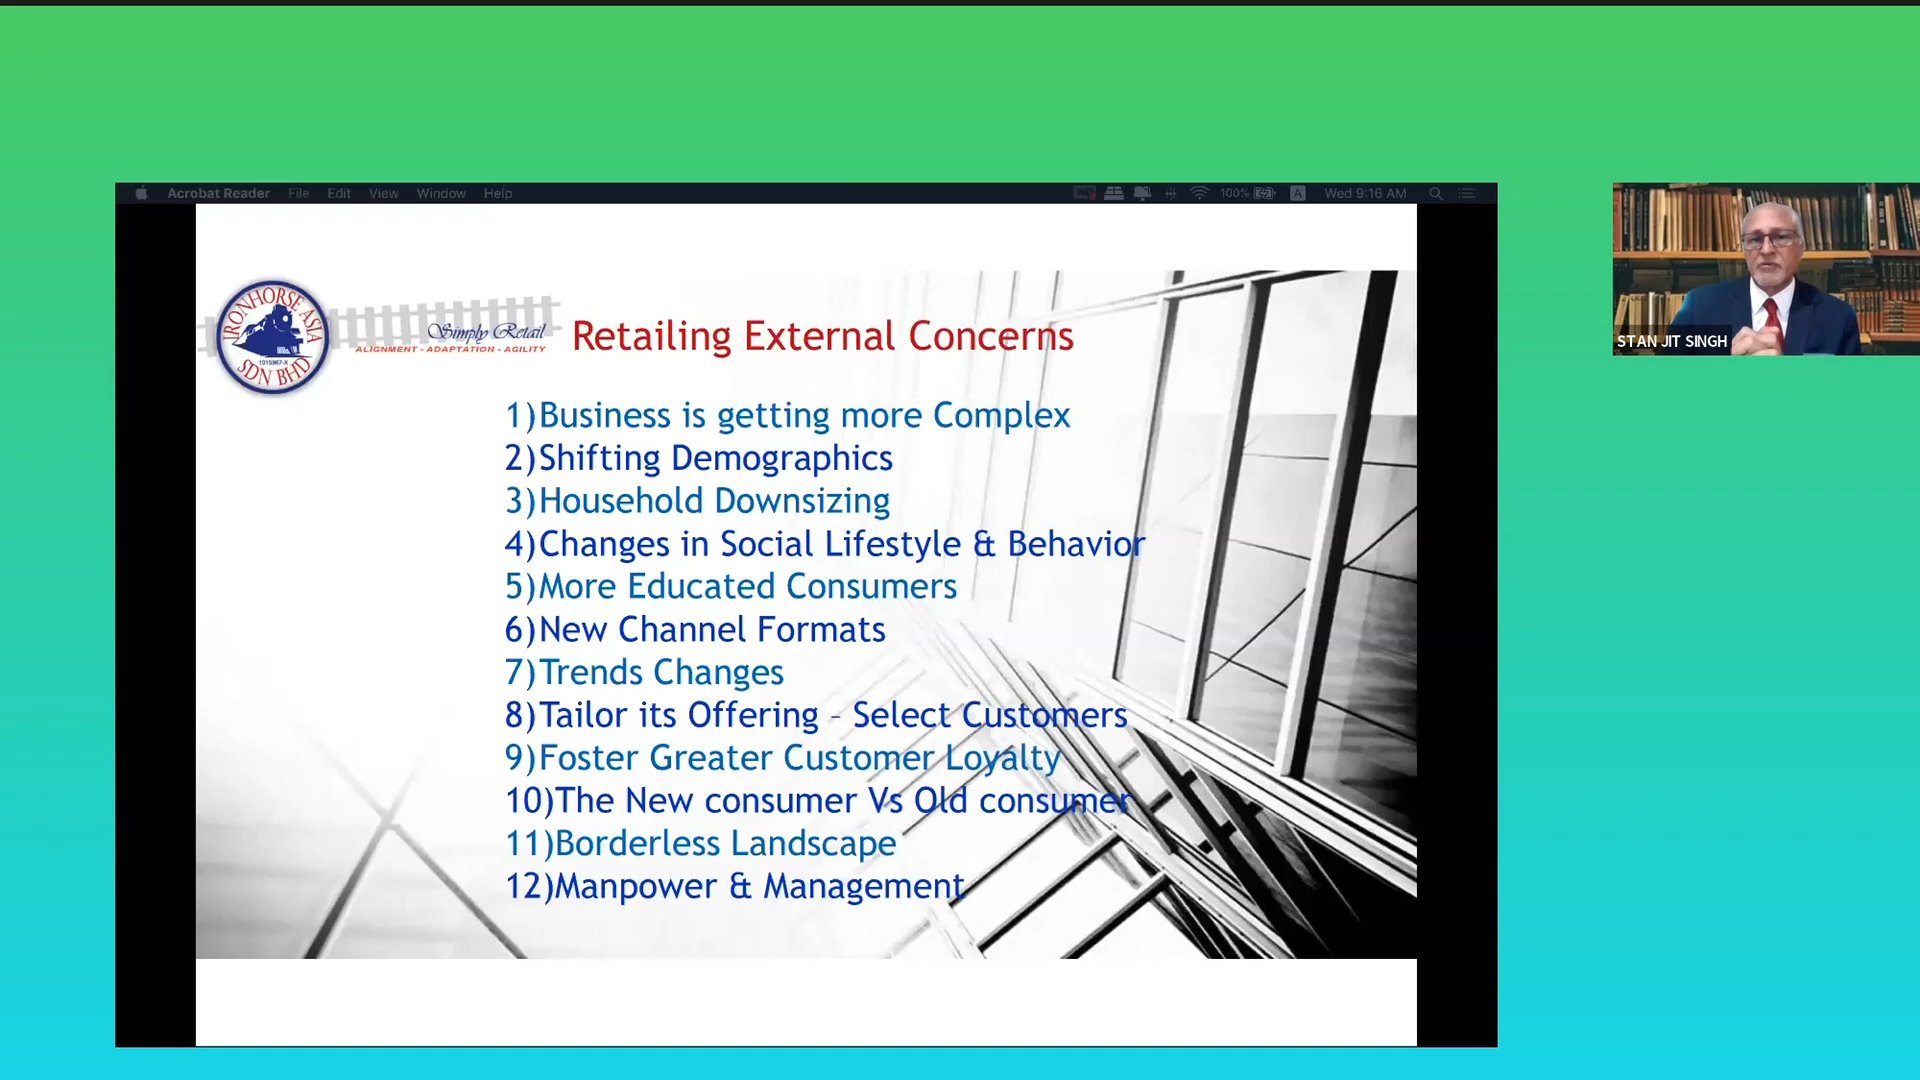 Acrobat Reader File Edit View Window Help
100% A Wed 9:16 AM
IRONHORSE ASIA
SDN BHD
Simply Retail
ALIGNMENT - ADAPTATION - AGILITY
Retailing External Concerns
1)Business is getting more Complex
2)Shifting Demographics
3)Household Downsizing
4)Changes in Social Lifestyle & Behavior
5)More Educated Consumers
6)New Channel Formats
7)Trends Changes
8)Tailor its Offering – Select Customers
9)Foster Greater Customer Loyalty
10)The New consumer Vs Old consumer
11)Borderless Landscape
12)Manpower & Management
STAN JIT SINGH